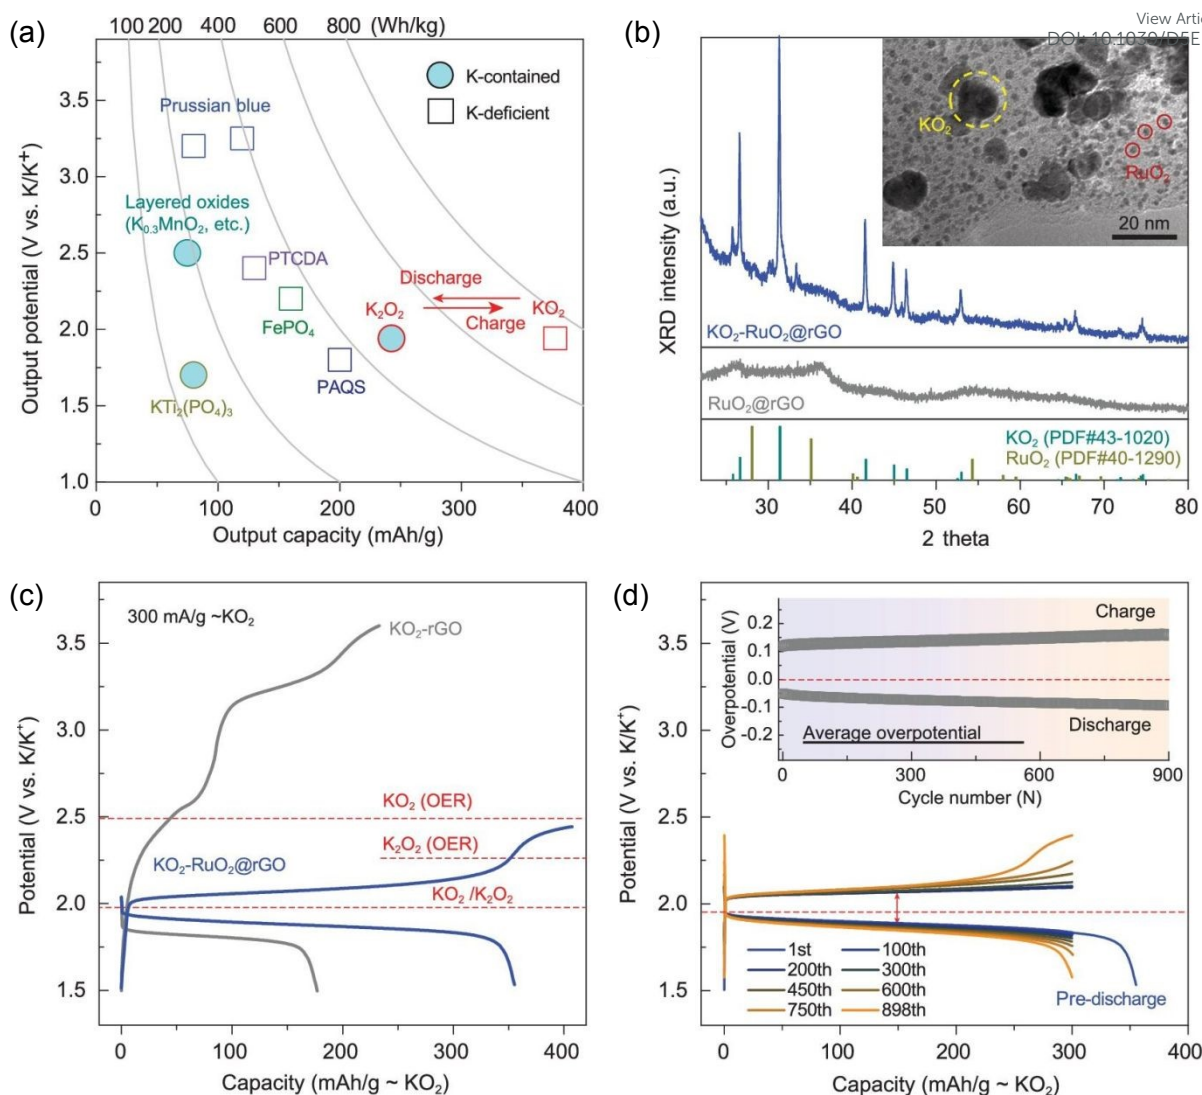 View Artic
DOI: 10.1039/D5E
(a)
100 200 400 600 800 (Wh/kg)
K-contained
K-deficient
Prussian blue
Layered oxides
(K₀.₃MnO₂, etc.)
PTCDA
FePO₄
Discharge
Charge
K₂O₂
KO₂
PAQS
KTi₂(PO₄)₃
3.5
3.0
2.5
2.0
1.5
1.0
Output potential (V vs. K/K⁺)
0 100 200 300 400
Output capacity (mAh/g)
(b)
KO₂
RuO₂
20 nm
XRD intensity (a.u.)
KO₂-RuO₂@rGO
RuO₂@rGO
KO₂ (PDF#43-1020)
RuO₂ (PDF#40-1290)
30 40 50 60 70 80
2 theta
(c)
300 mA/g ~KO₂
KO₂-rGO
KO₂ (OER)
K₂O₂ (OER)
KO₂-RuO₂@rGO
KO₂ /K₂O₂
3.5
3.0
2.5
2.0
1.5
Potential (V vs. K/K⁺)
0 100 200 300 400
Capacity (mAh/g ~ KO₂)
(d)
Overpotential (V)
0.2
0.1
0.0
-0.1
-0.2
Charge
Discharge
Average overpotential
0 300 600 900
Cycle number (N)
3.5
3.0
2.5
2.0
1.5
Potential (V vs. K/K⁺)
1st 100th
200th 300th
450th 600th
750th 898th
Pre-discharge
0 100 200 300 400
Capacity (mAh/g ~ KO₂)